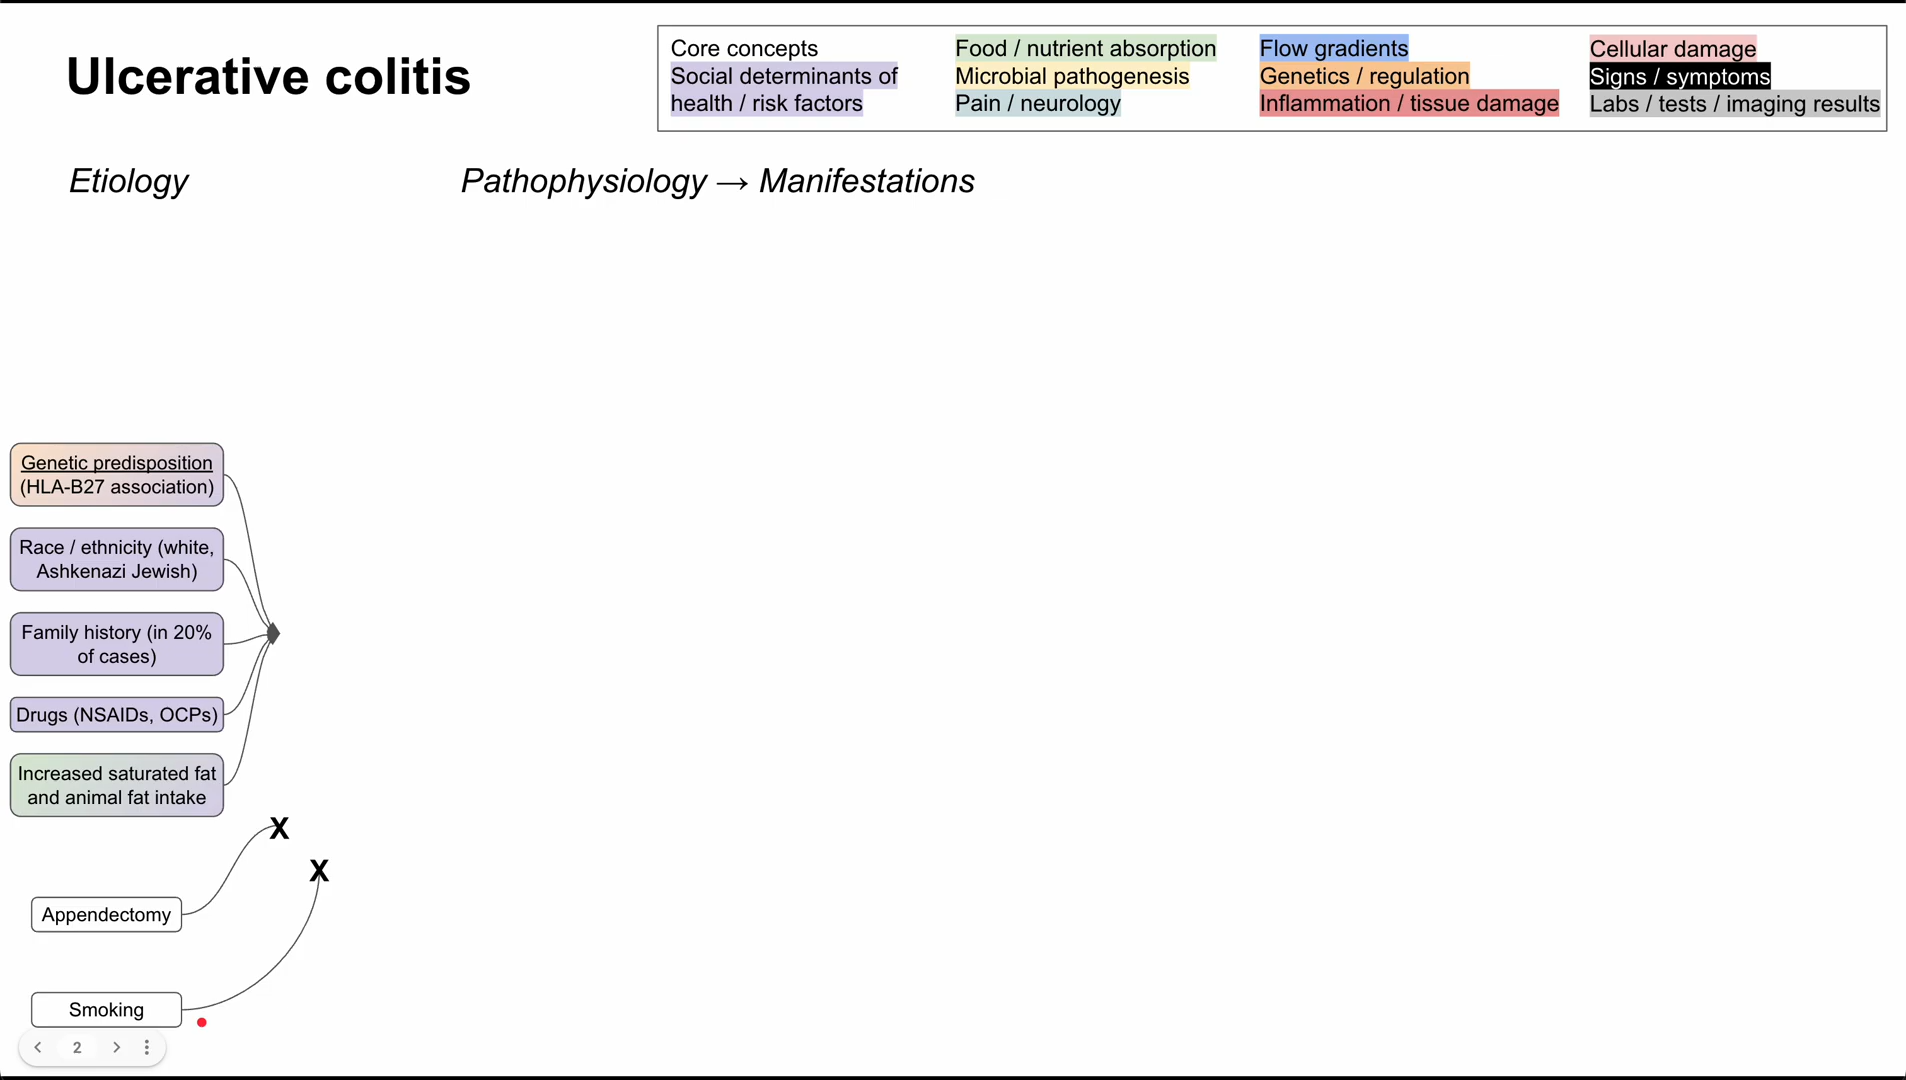 Ulcerative colitis
Core concepts
Social determinants of
health / risk factors
Food / nutrient absorption
Microbial pathogenesis
Pain / neurology
Flow gradients
Genetics / regulation
Inflammation / tissue damage
Cellular damage
Signs / symptoms
Labs / tests / imaging results
Etiology
Pathophysiology → Manifestations
Genetic predisposition
(HLA-B27 association)
Race / ethnicity (white,
Ashkenazi Jewish)
Family history (in 20%
of cases)
Drugs (NSAIDs, OCPs)
Increased saturated fat
and animal fat intake
X
X
Appendectomy
Smoking
2